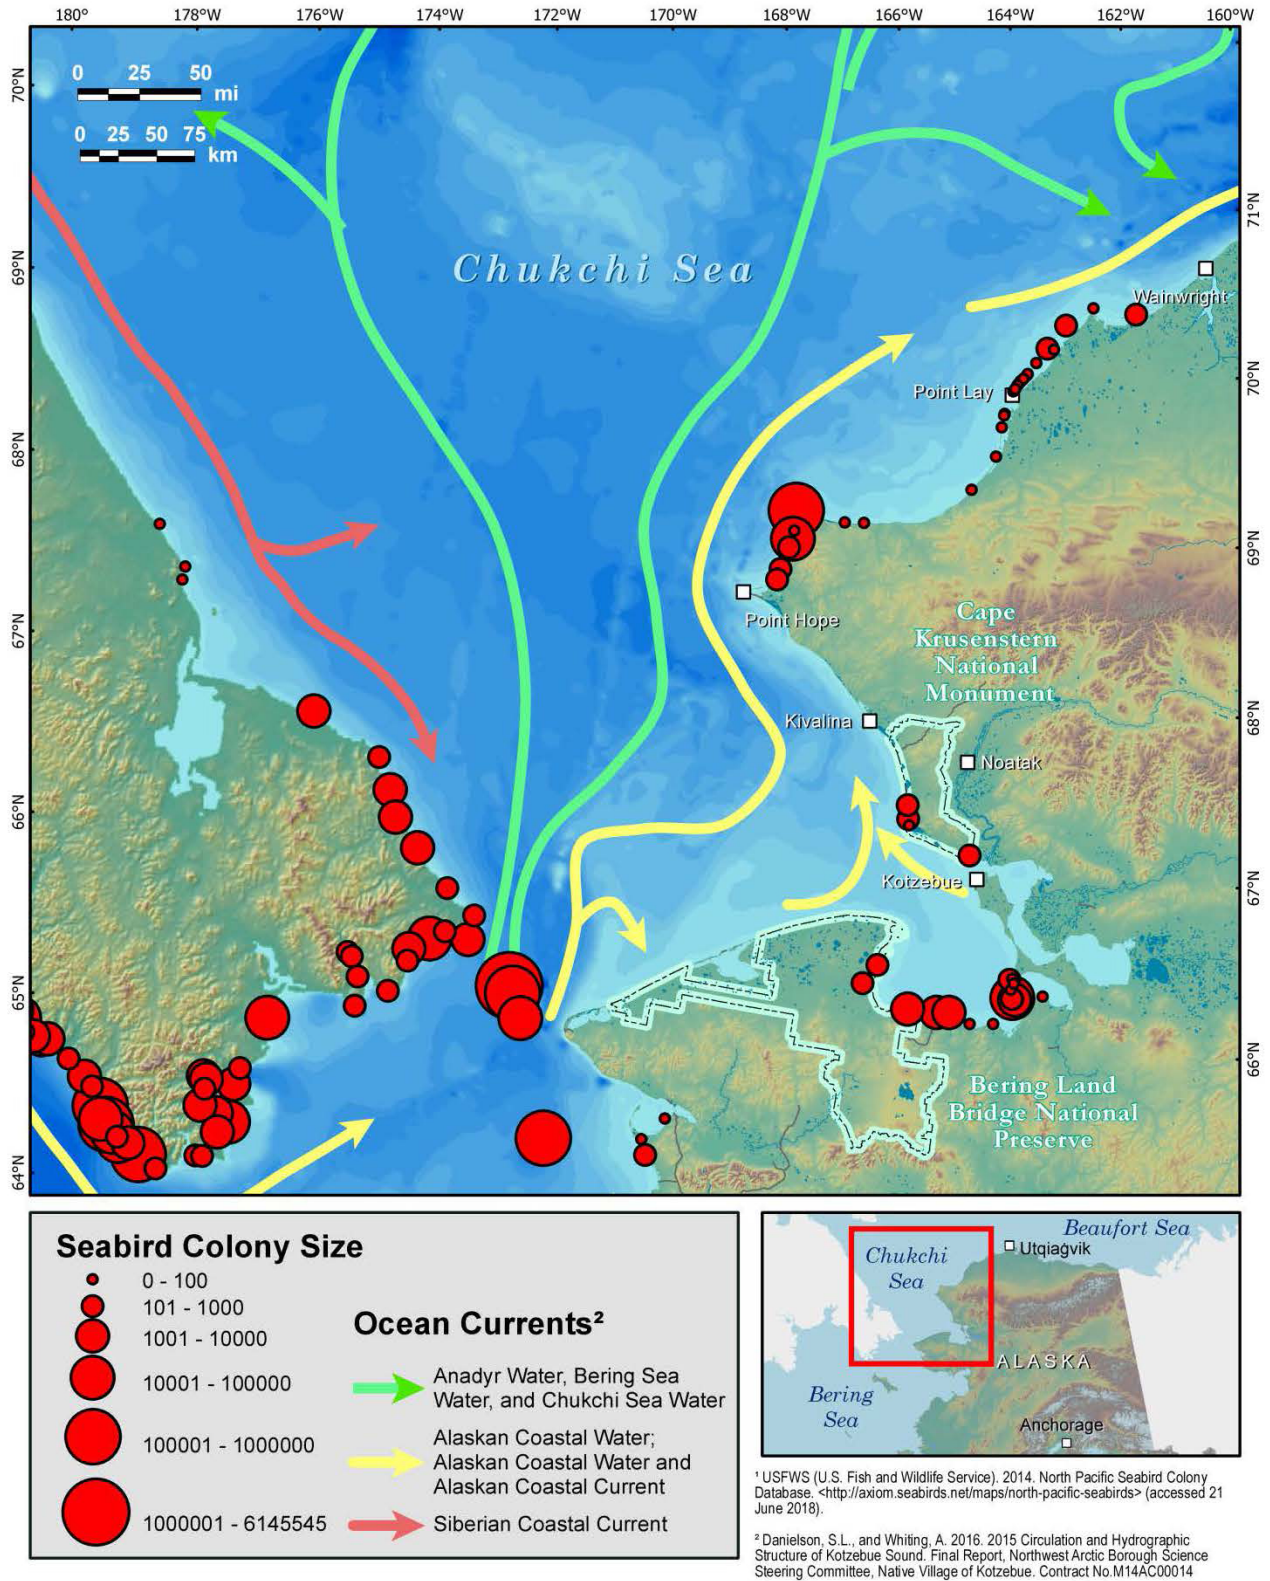 180° 178°W 176°W 174°W 172°W 170°W 168°W 166°W 164°W 162°W 160°W
70°N
69°N
68°N
67°N
66°N
65°N
64°N
71°N
70°N
69°N
68°N
67°N
66°N
0 25 50
mi
0 25 50 75
km
Chukchi Sea
Wainwright
Point Lay
Point Hope
Cape
Krusenstern
National
Monument
Kivalina
Noatak
Kotzebue
Bering Land
Bridge National
Preserve
Seabird Colony Size
0 - 100
101 - 1000
1001 - 10000
10001 - 100000
100001 - 1000000
1000001 - 6145545
Ocean Currents²
Anadyr Water, Bering Sea
Water, and Chukchi Sea Water
Alaskan Coastal Water;
Alaskan Coastal Water and
Alaskan Coastal Current
Siberian Coastal Current
Beaufort Sea
Utqiaġvik
Chukchi
Sea
ALASKA
Bering
Sea
Anchorage
¹ USFWS (U.S. Fish and Wildlife Service). 2014. North Pacific Seabird Colony
Database. <http://axiom.seabirds.net/maps/north-pacific-seabirds> (accessed 21
June 2018).
² Danielson, S.L., and Whiting, A. 2016. 2015 Circulation and Hydrographic
Structure of Kotzebue Sound. Final Report, Northwest Arctic Borough Science
Steering Committee, Native Village of Kotzebue. Contract No.M14AC00014